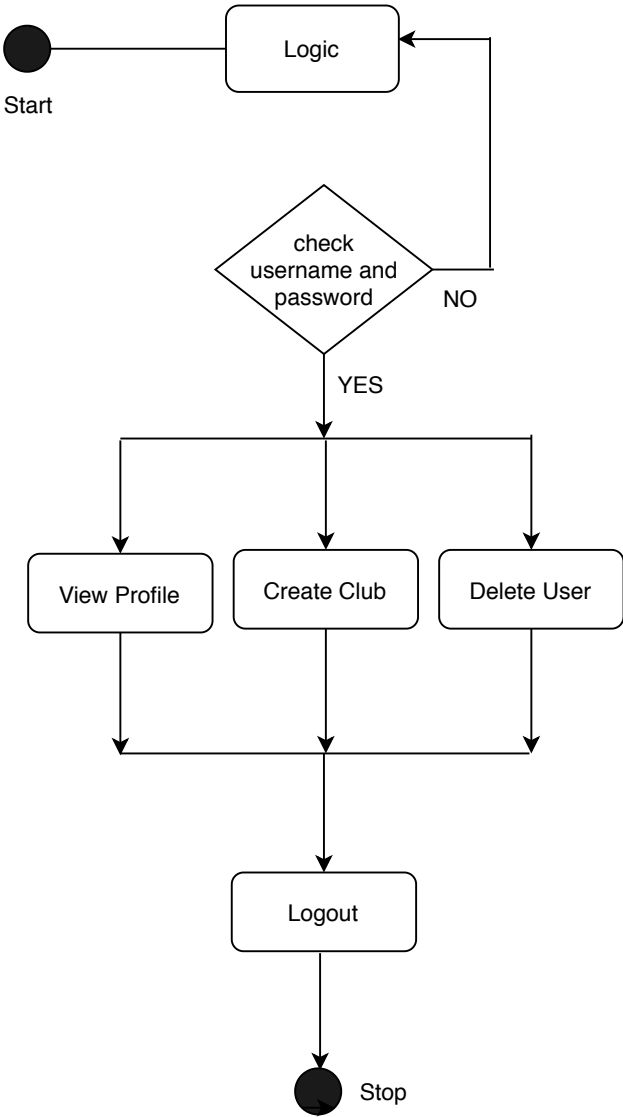 Logic
Start
check
username and
password
NO
YES
View Profile
Create Club
Delete User
Logout
Stop